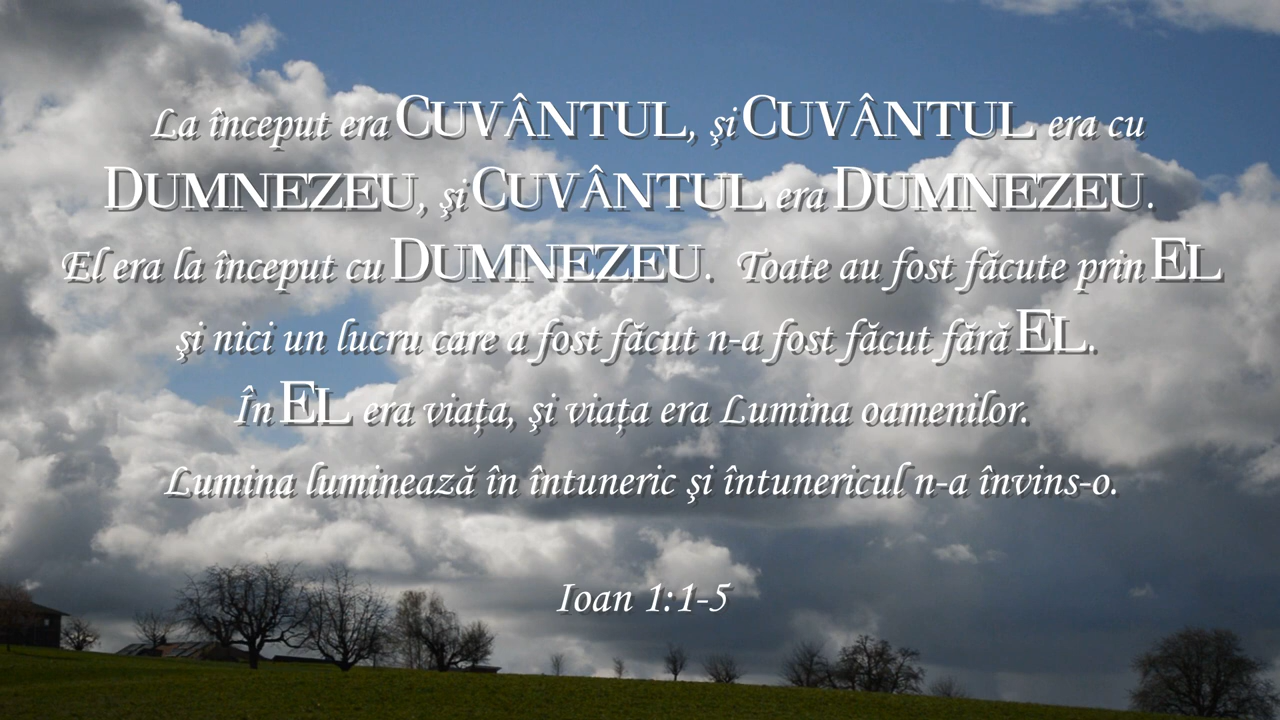 La început era CUVÂNTUL, şi CUVÂNTUL era cu
DUMNEZEU, şi CUVÂNTUL era DUMNEZEU.
El era la început cu DUMNEZEU. Toate au fost făcute prin EL
şi nici un lucru care a fost făcut n-a fost făcut fără EL.
În EL era viața, şi viața era Lumina oamenilor.
Lumina luminează în întuneric şi întunericul n-a învins-o.
Ioan 1:1-5